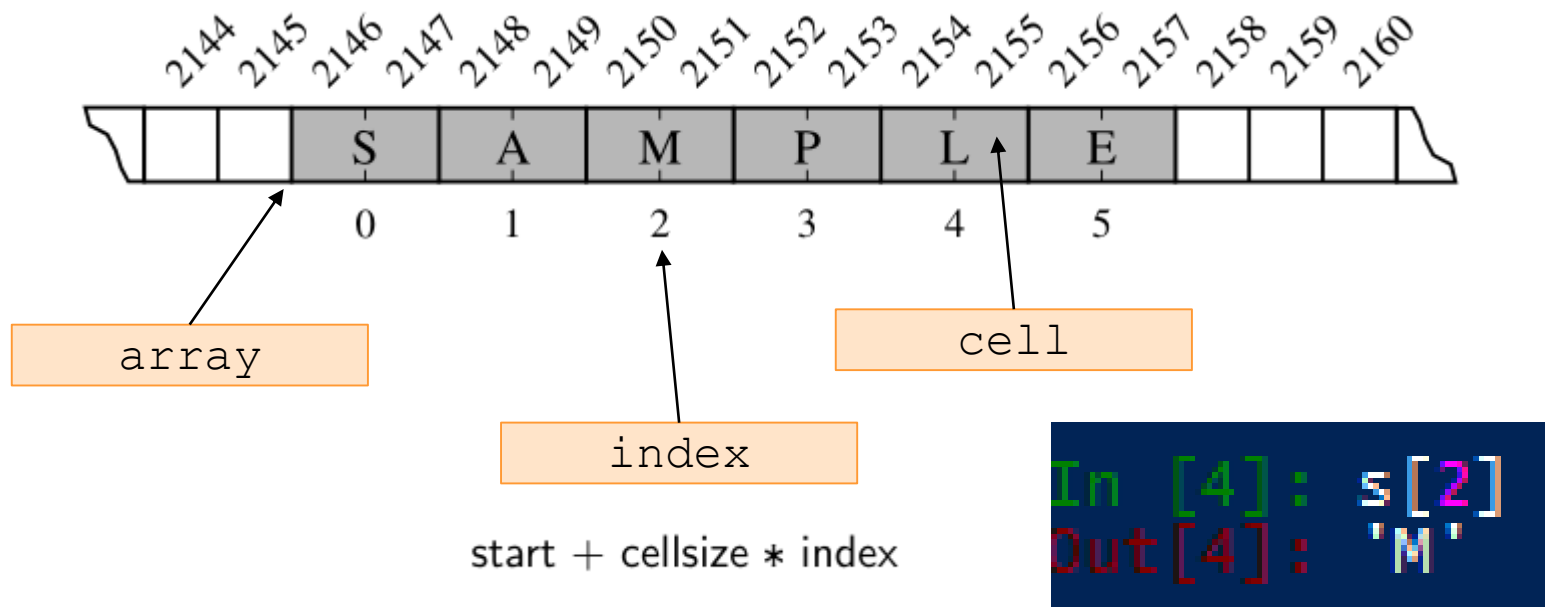 2144 2145 2146 2147 2148 2149 2150 2151 2152 2153 2154 2155 2156 2157 2158 2159 2160
S A M P L E
0 1 2 3 4 5
array
cell
index
start + cellsize * index
In [4]: s[2]
Out[4]: 'M'